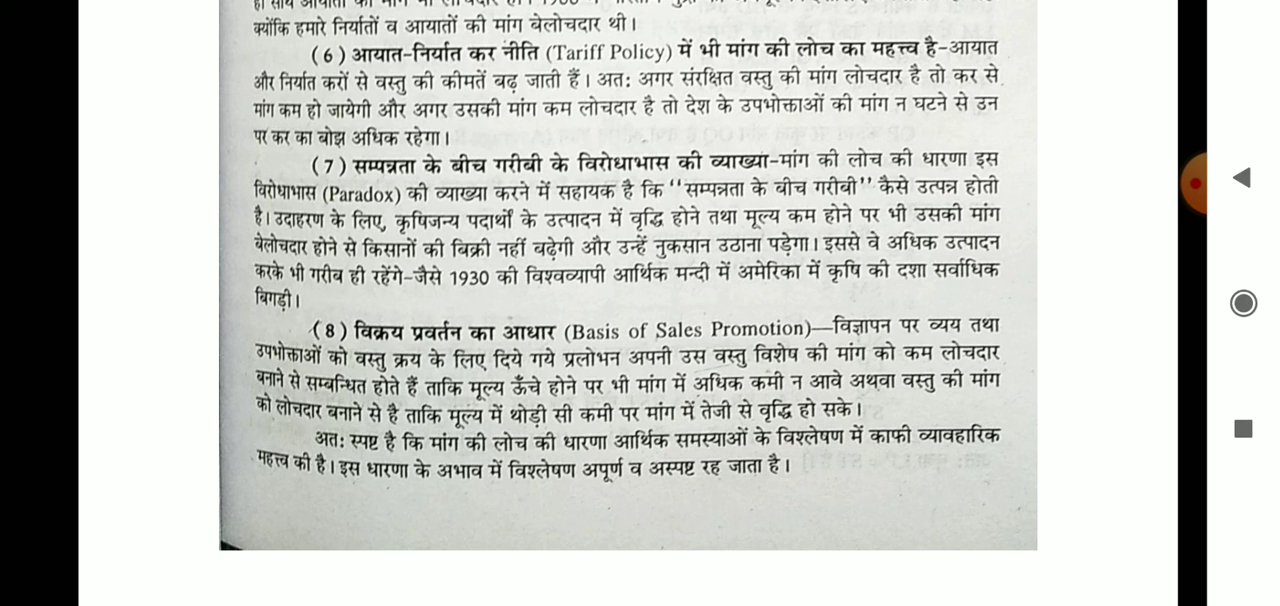 क्योंकि हमारे निर्यातों व आयातों की मांग बेलोचदार थी।
(6) आयात-निर्यात कर नीति (Tariff Policy) में भी मांग की लोच का महत्त्व है-आयात
और निर्यात करों से वस्तु की कीमतें बढ़ जाती हैं। अतः अगर संरक्षित वस्तु की मांग लोचदार है तो कर से
मांग कम हो जायेगी और अगर उसकी मांग कम लोचदार है तो देश के उपभोक्ताओं की मांग न घटने से उन
पर कर का बोझ अधिक रहेगा।
(7) सम्पन्नता के बीच गरीबी के विरोधाभास की व्याख्या-मांग की लोच की धारणा इस
विरोधाभास (Paradox) की व्याख्या करने में सहायक है कि "सम्पन्नता के बीच गरीबी" कैसे उत्पन्न होती
है। उदाहरण के लिए, कृषिजन्य पदार्थों के उत्पादन में वृद्धि होने तथा मूल्य कम होने पर भी उसकी मांग
बेलोचदार होने से किसानों की बिक्री नहीं बढ़ेगी और उन्हें नुकसान उठाना पड़ेगा। इससे वे अधिक उत्पादन
करके भी गरीब ही रहेंगे-जैसे 1930 की विश्वव्यापी आर्थिक मन्दी में अमेरिका में कृषि की दशा सर्वाधिक
बिगड़ी।
(8) विक्रय प्रवर्तन का आधार (Basis of Sales Promotion)—विज्ञापन पर व्यय तथा
उपभोक्ताओं को वस्तु क्रय के लिए दिये गये प्रलोभन अपनी उस वस्तु विशेष की मांग को कम लोचदार
बनाने से सम्बन्धित होते हैं ताकि मूल्य ऊँचे होने पर भी मांग में अधिक कमी न आवे अथवा वस्तु की मांग
को लोचदार बनाने से है ताकि मूल्य में थोड़ी सी कमी पर मांग में तेजी से वृद्धि हो सके।
अतः स्पष्ट है कि मांग की लोच की धारणा आर्थिक समस्याओं के विश्लेषण में काफी व्यावहारिक
महत्त्व की है। इस धारणा के अभाव में विश्लेषण अपूर्ण व अस्पष्ट रह जाता है।